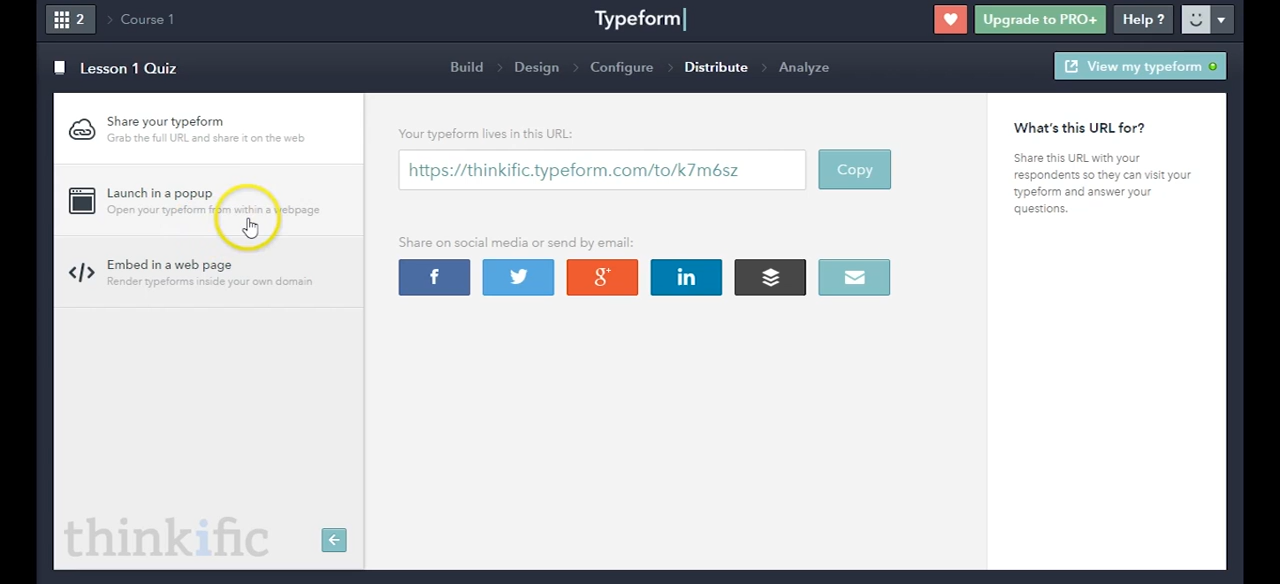 2 > Course 1
Typeform
Upgrade to PRO+
Help ?
Lesson 1 Quiz
Build > Design > Configure > Distribute > Analyze
View my typeform
Share your typeform
Grab the full URL and share it on the web
Launch in a popup
Open your typeform from within a webpage
Embed in a web page
Render typeforms inside your own domain
thinkific
Your typeform lives in this URL:
https://thinkific.typeform.com/to/k7m6sz
Copy
Share on social media or send by email:
f
g+
in
What's this URL for?
Share this URL with your
respondents so they can visit your
typeform and answer your
questions.